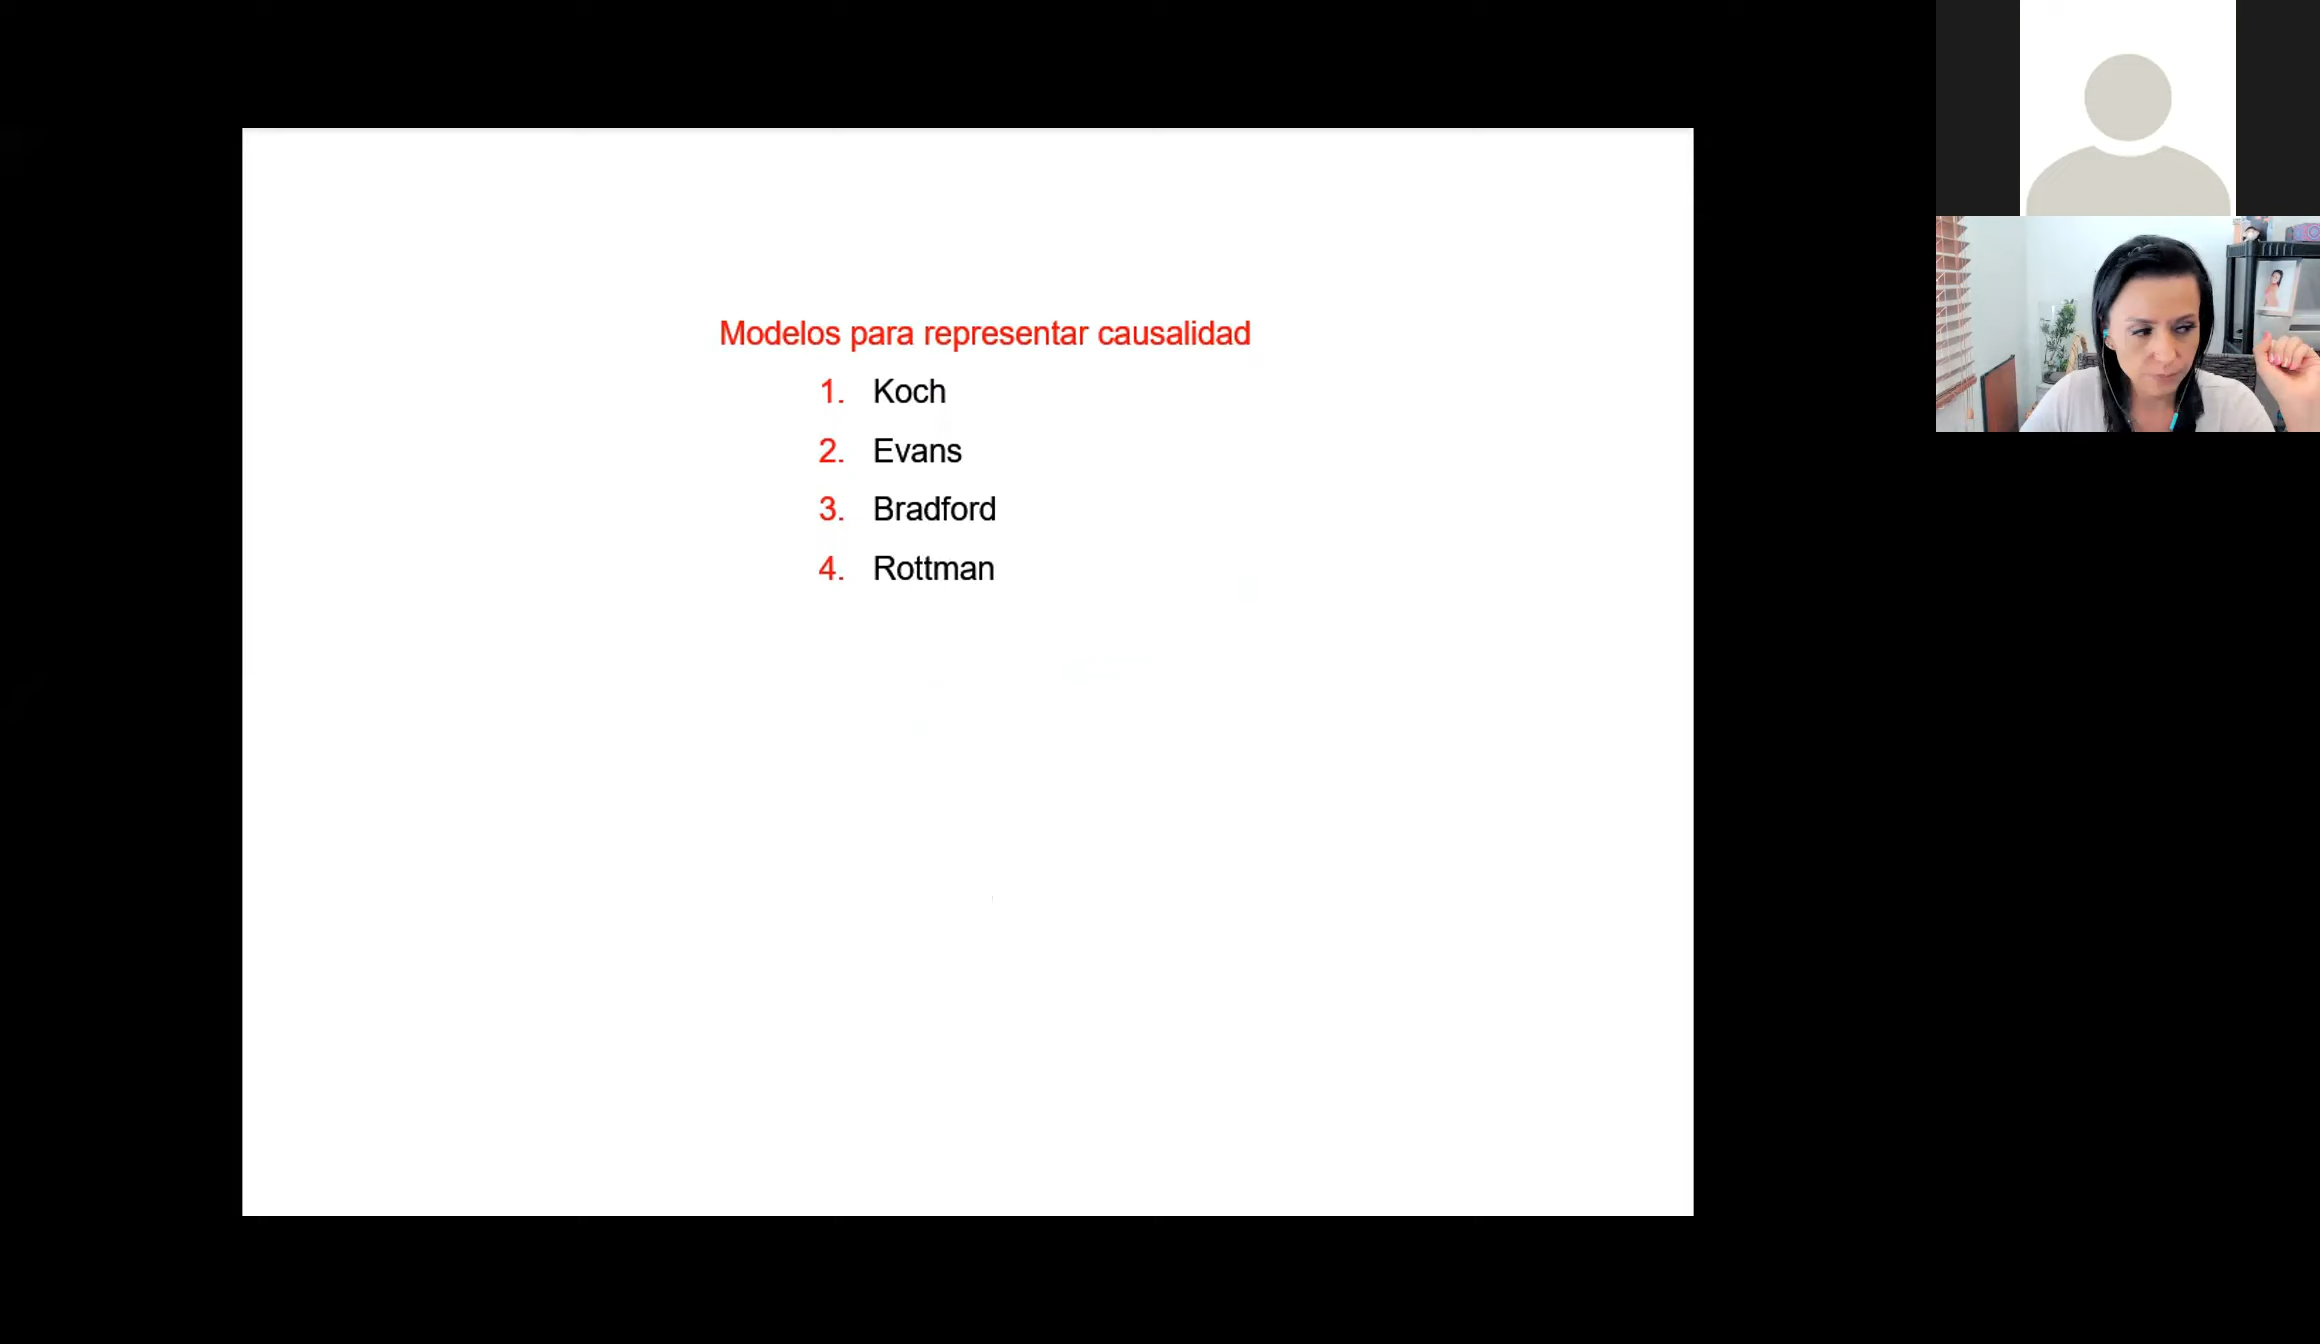 Modelos para representar causalidad
1. Koch
2. Evans
3. Bradford
4. Rottman